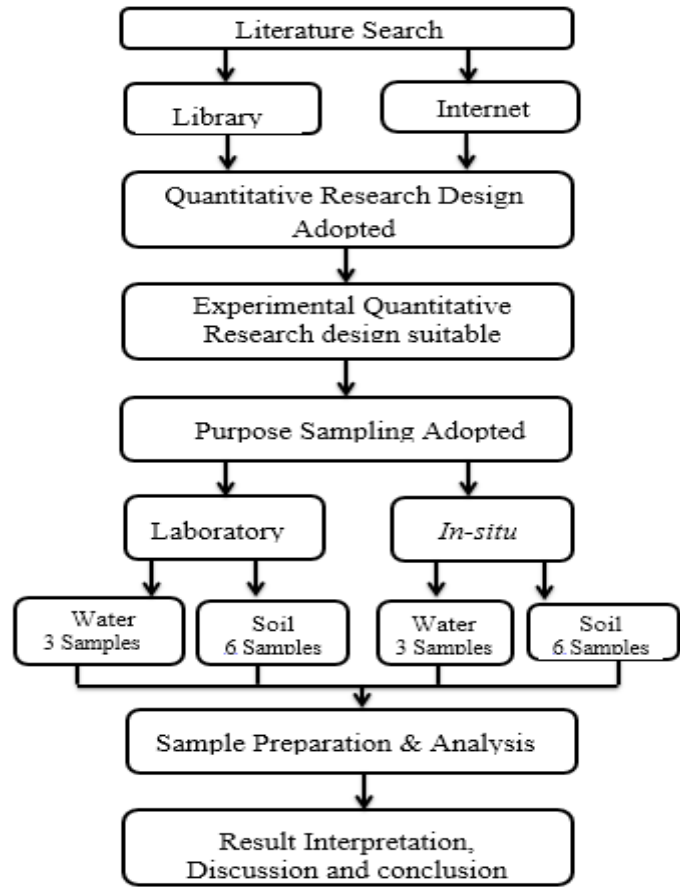 Literature Search
Library
Internet
Quantitative Research Design
Adopted
Experimental Quantitative
Research design suitable
Purpose Sampling Adopted
Laboratory
In-situ
Water
3 Samples
Soil
6 Samples
Water
3 Samples
Soil
6 Samples
Sample Preparation & Analysis
Result Interpretation,
Discussion and conclusion